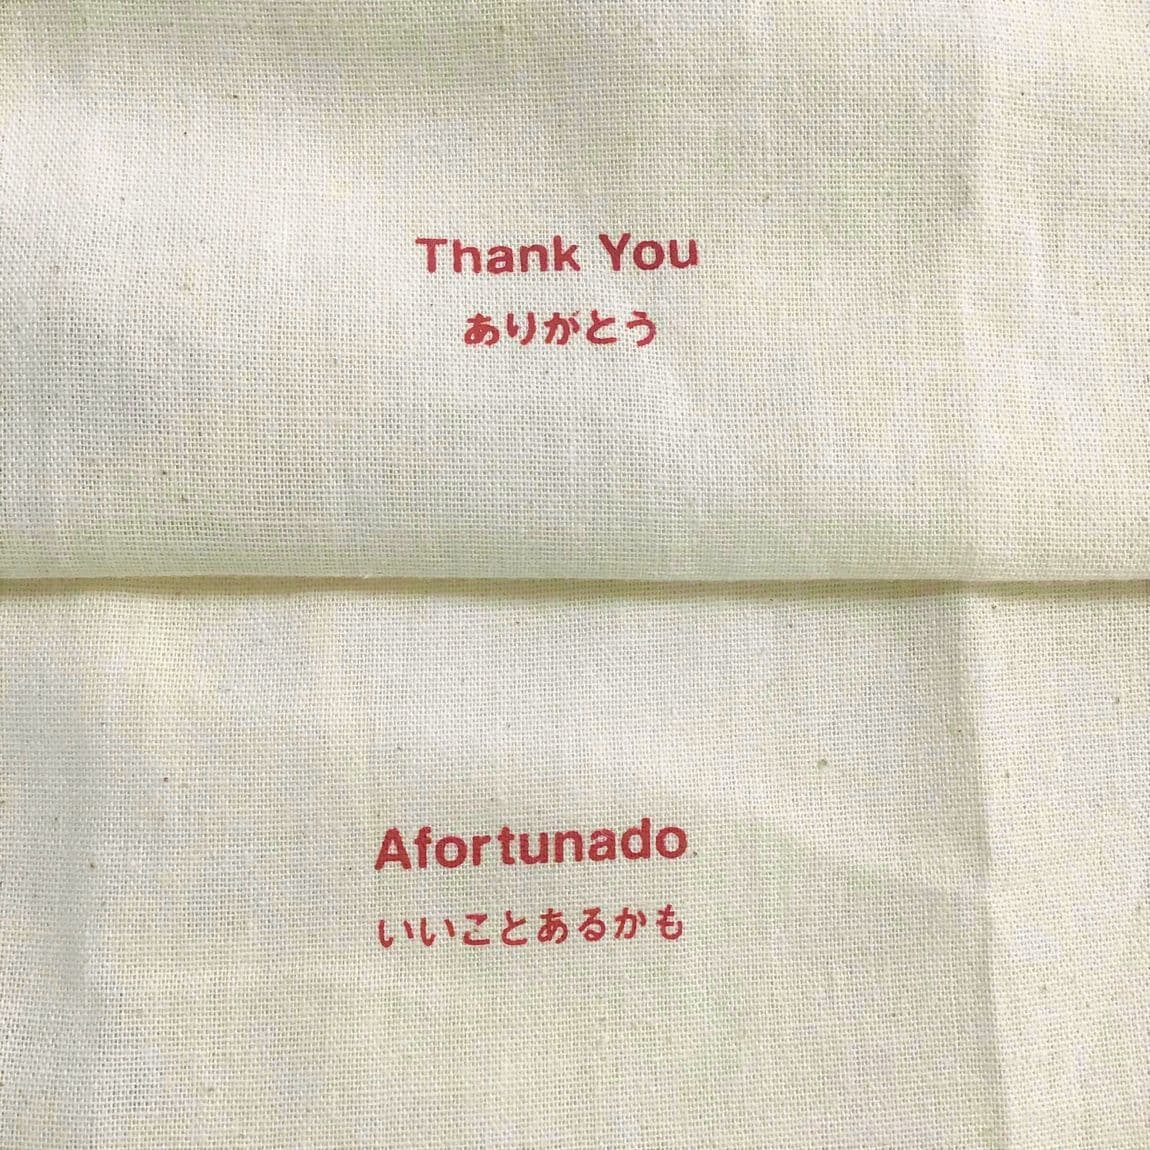 Thank You
ありがとう
Afortunado
いいことあるかも